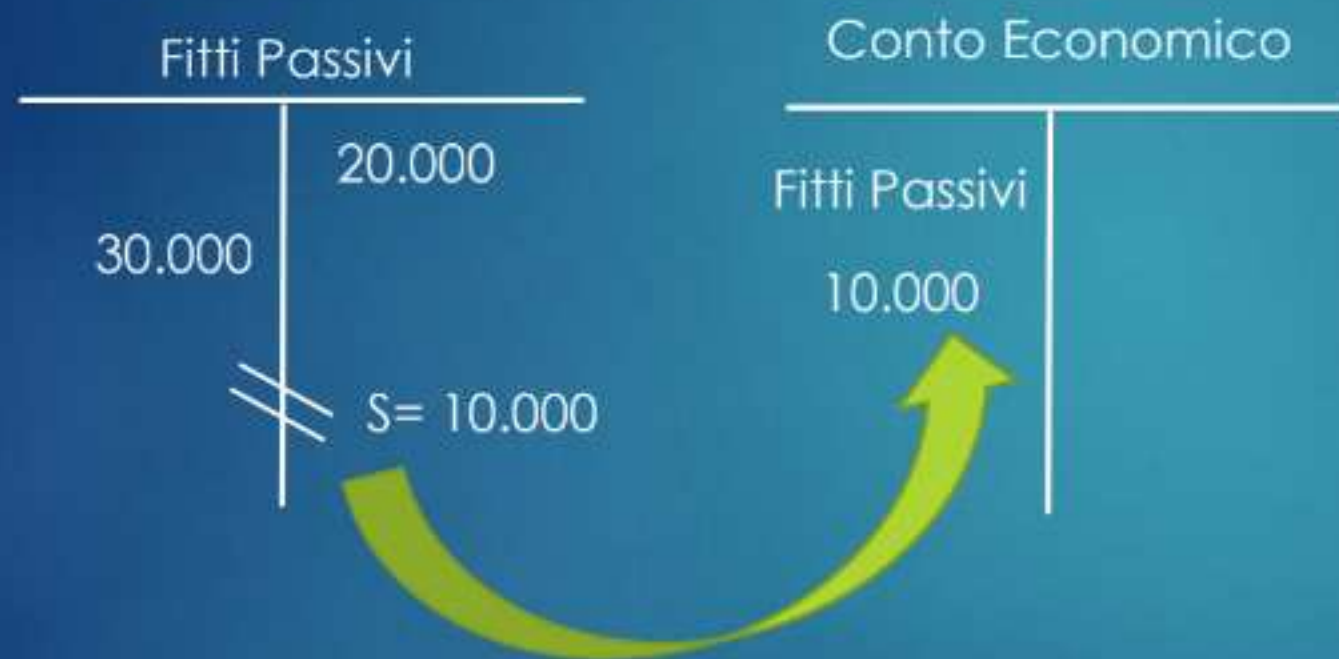 Fitti Passivi
20.000
30.000
S= 10.000
Conto Economico
Fitti Passivi
10.000